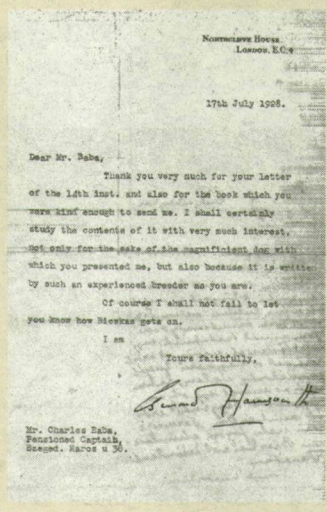 NORTHCLIFFE HOUSE,
LONDON, E.C.4
17th July 1928.
Dear Mr. Baba,
Thank you very much for your letter
of the 14th inst. and also for the book which you
were kind enough to send me. I shall certainly
study the contents of it with very much interest,
not only for the sake of the magnificient dog with
which you presented me, but also because it is written
by such an experienced breeder as you are.
Of course I shall not fail to let
you know how Bicskas gets on.
I am
Yours faithfully,
Esmond Harmsworth
Mr. Charles Baba,
Pensioned Captain,
Szeged. Maros u 36.